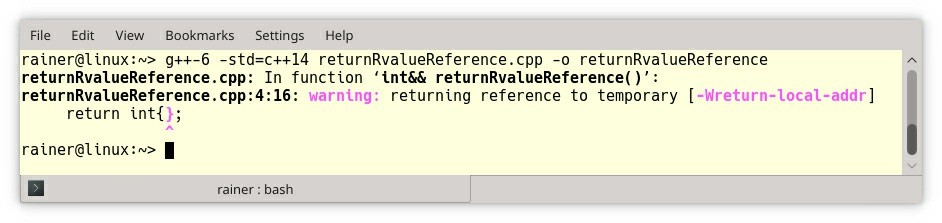 File Edit View Bookmarks Settings Help
rainer@linux:~> g++-6 -std=c++14 returnRvalueReference.cpp -o returnRvalueReference
returnRvalueReference.cpp: In function ‘int&& returnRvalueReference()’:
returnRvalueReference.cpp:4:16: warning: returning reference to temporary [-Wreturn-local-addr]
     return int{};
                ^
rainer@linux:~>
rainer : bash